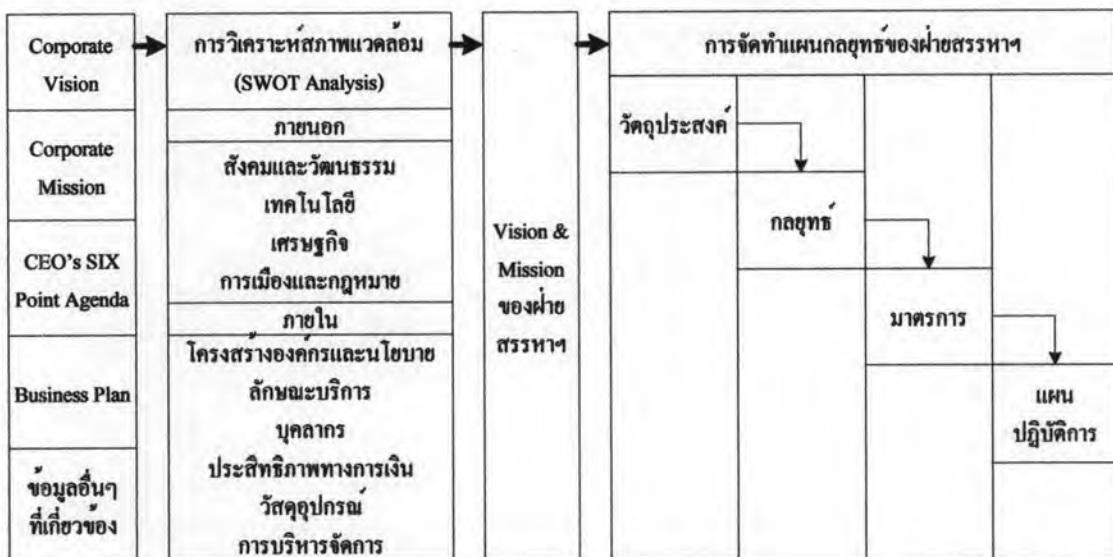 Corporate
Vision
Corporate
Mission
CEO's SIX
Point Agenda
Business Plan
ข้อมูลอื่นๆ
ที่เกี่ยวข้อง
การวิเคราะห์สภาพแวดล้อม
(SWOT Analysis)
ภายนอก
สังคมและวัฒนธรรม
เทคโนโลยี
เศรษฐกิจ
การเมืองและกฎหมาย
ภายใน
โครงสร้างองค์กรและนโยบาย
ลักษณะบริการ
บุคลากร
ประสิทธิภาพทางการเงิน
วัสดุอุปกรณ์
การบริหารจัดการ
Vision &
Mission
ของฝ่าย
สรรหาฯ
การจัดทำแผนกลยุทธ์ของฝ่ายสรรหาฯ
วัตถุประสงค์
กลยุทธ์
มาตรการ
แผน
ปฏิบัติการ